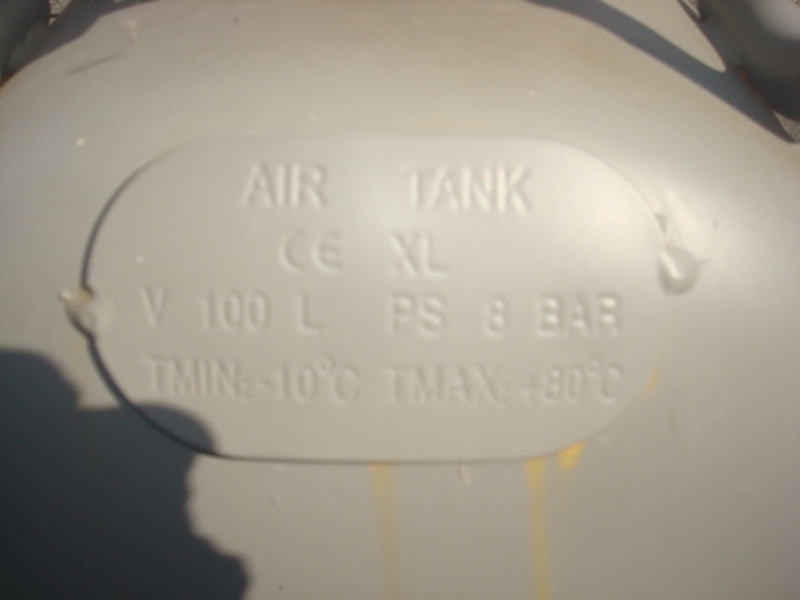 AIR TANK
CE XL
V 100 L PS 8 BAR
TMIN:-10°C TMAX:+80°C